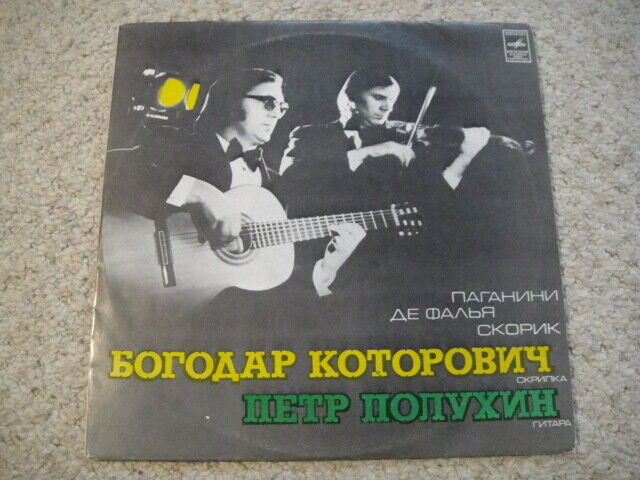 ПАГАНИНИ
ДЕ ФАЛЬЯ
СКОРИК
БОГОДАР КОТОРОВИЧ
СКРИПКА
ПЕТР ПОЛУХИН
ГИТАРА